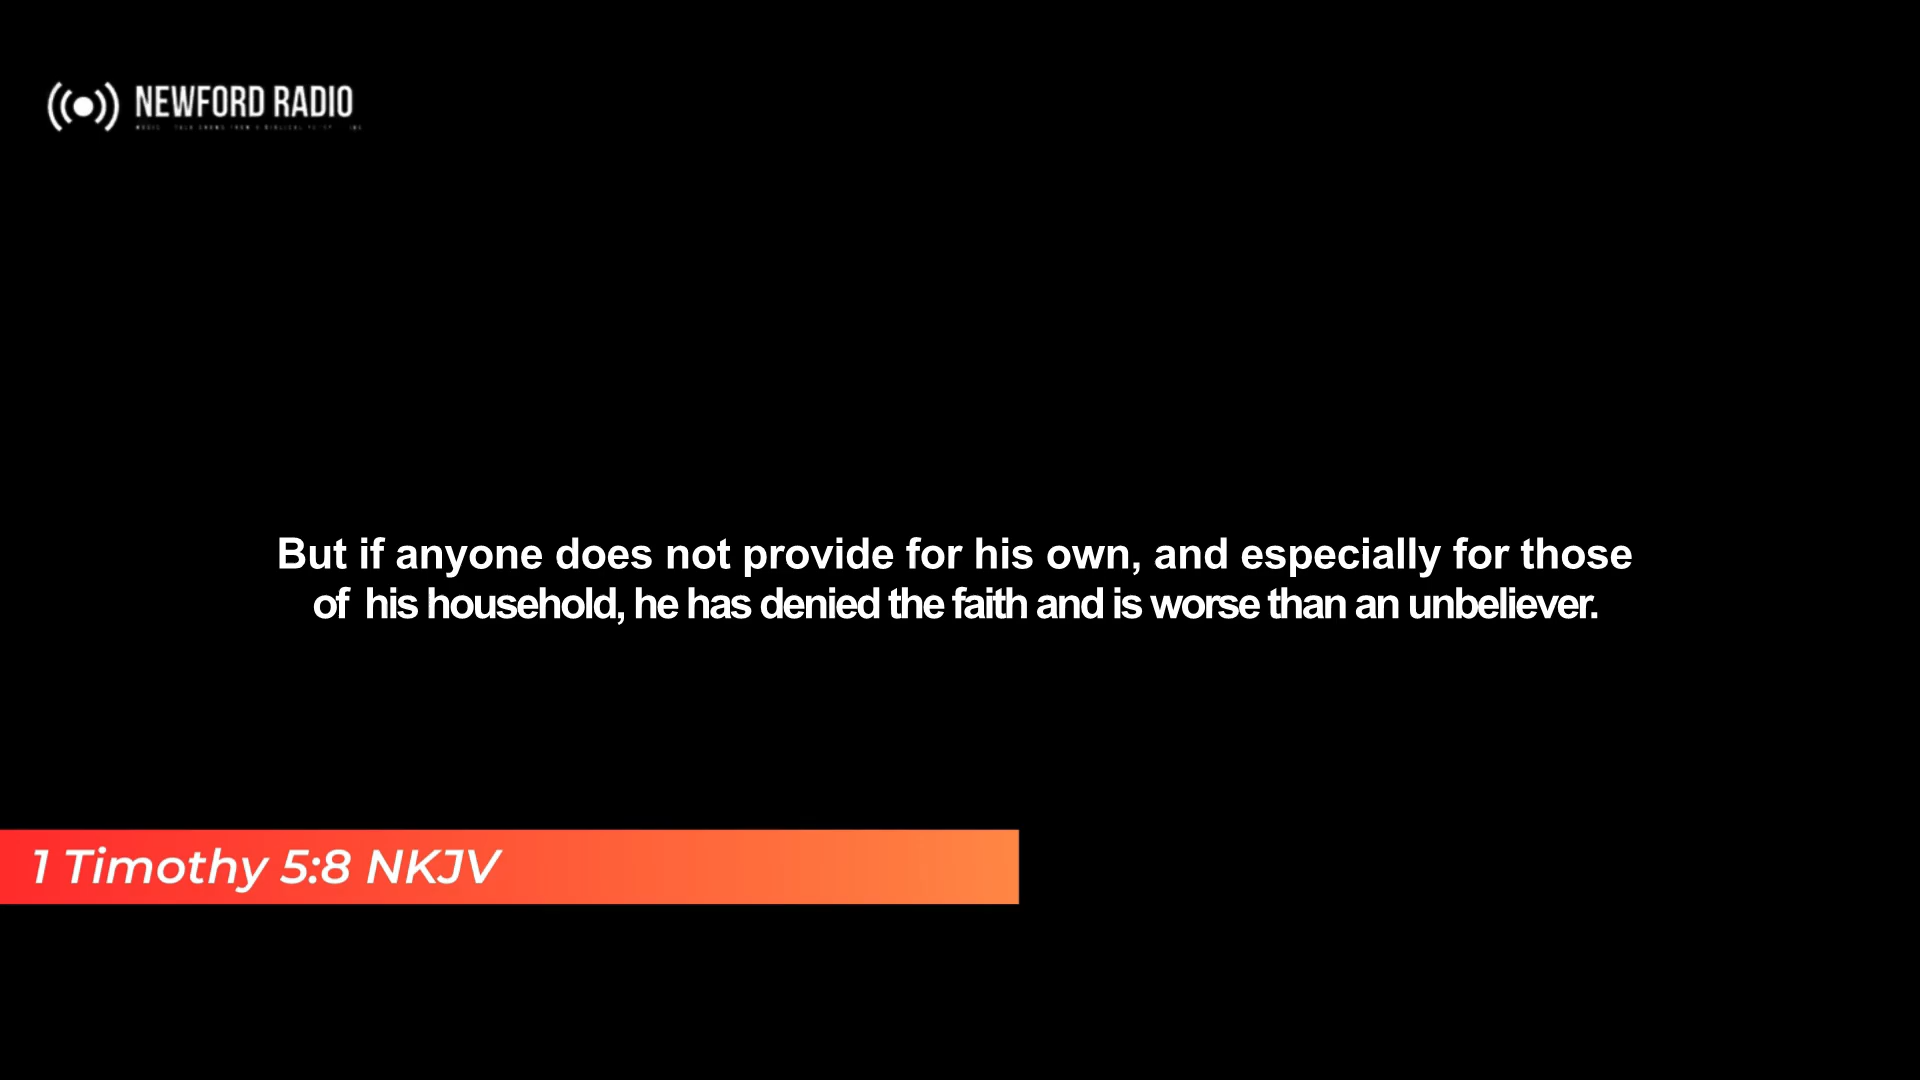 NEWFORD RADIO
But if anyone does not provide for his own, and especially for those
of his household, he has denied the faith and is worse than an unbeliever.
1 Timothy 5:8 NKJV